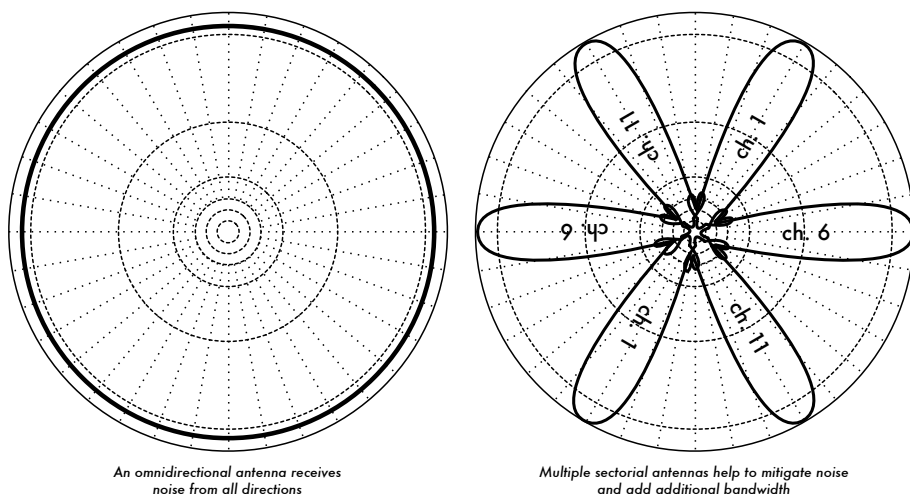 ch. 11
ch. 1
ch. 6
ch. 6
ch. 1
ch. 11
An omnidirectional antenna receives
noise from all directions
Multiple sectorial antennas help to mitigate noise
and add additional bandwidth